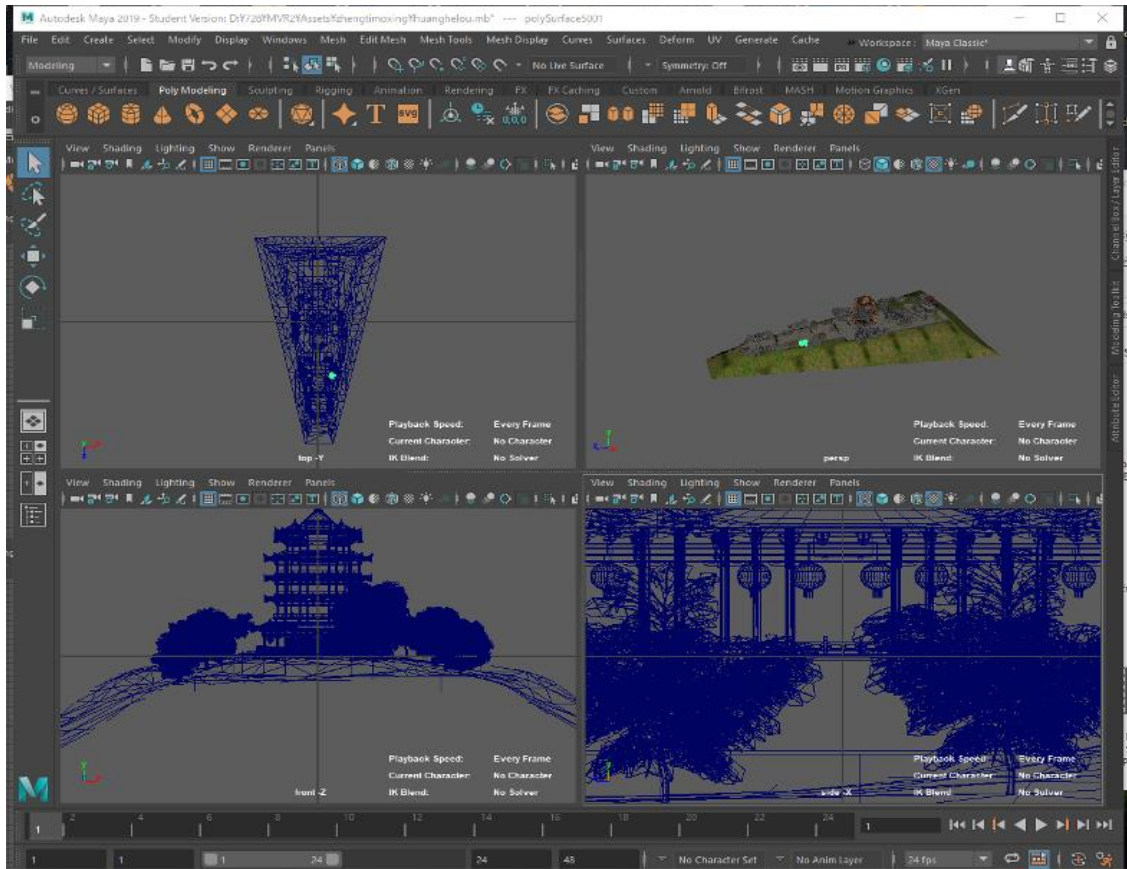 Autodesk Maya 2019 - Student Version: D:¥728¥MVR2¥Assets¥zhengtimoxing¥huanghelou.mb* --- polySurface5001
File Edit Create Select Modify Display Windows Mesh Edit Mesh Mesh Tools Mesh Display Curves Surfaces Deform UV Generate Cache Workspace: Maya Classic*
Modeling No Live Surface Symmetry: Off
Curves / Surfaces Poly Modeling Sculpting Rigging Animation Rendering FX FX Caching Custom Arnold Bifrost MASH Motion Graphics XGen
T SVG 0,0,0
View Shading Lighting Show Renderer Panels
View Shading Lighting Show Renderer Panels
Channel Box / Layer Editor
Modeling Toolkit
Attribute Editor
Playback Speed: Every Frame
Current Character: No Character
IK Blend: No Solver
top -Y
Playback Speed: Every Frame
Current Character: No Character
IK Blend: No Solver
persp
View Shading Lighting Show Renderer Panels
View Shading Lighting Show Renderer Panels
Playback Speed: Every Frame
Current Character: No Character
IK Blend: No Solver
front -Z
Playback Speed: Every Frame
Current Character: No Character
IK Blend: No Solver
side -X
1 2 4 6 8 10 12 14 16 18 20 22 24 1
1 1 1 24 24 48 No Character Set No Anim Layer 24 fps